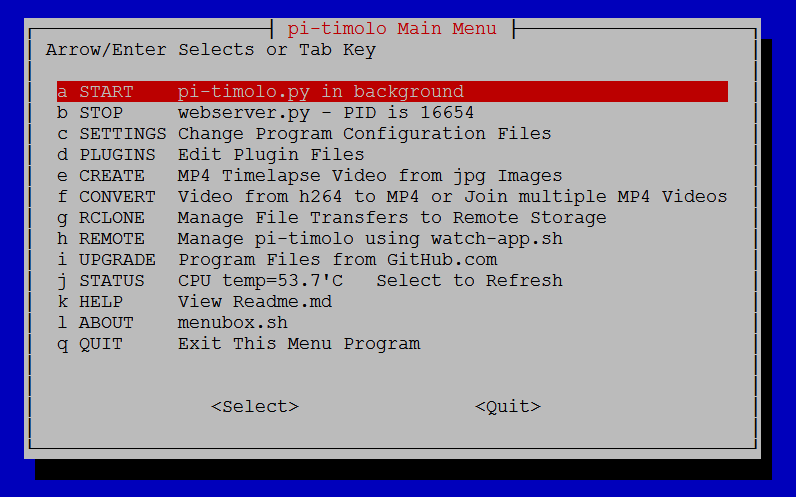 pi-timolo Main Menu
Arrow/Enter Selects or Tab Key
a START    pi-timolo.py in background
b STOP     webserver.py - PID is 16654
c SETTINGS Change Program Configuration Files
d PLUGINS  Edit Plugin Files
e CREATE   MP4 Timelapse Video from jpg Images
f CONVERT  Video from h264 to MP4 or Join multiple MP4 Videos
g RCLONE   Manage File Transfers to Remote Storage
h REMOTE   Manage pi-timolo using watch-app.sh
i UPGRADE  Program Files from GitHub.com
j STATUS   CPU temp=53.7'C   Select to Refresh
k HELP     View Readme.md
l ABOUT    menubox.sh
q QUIT     Exit This Menu Program
<Select>                <Quit>